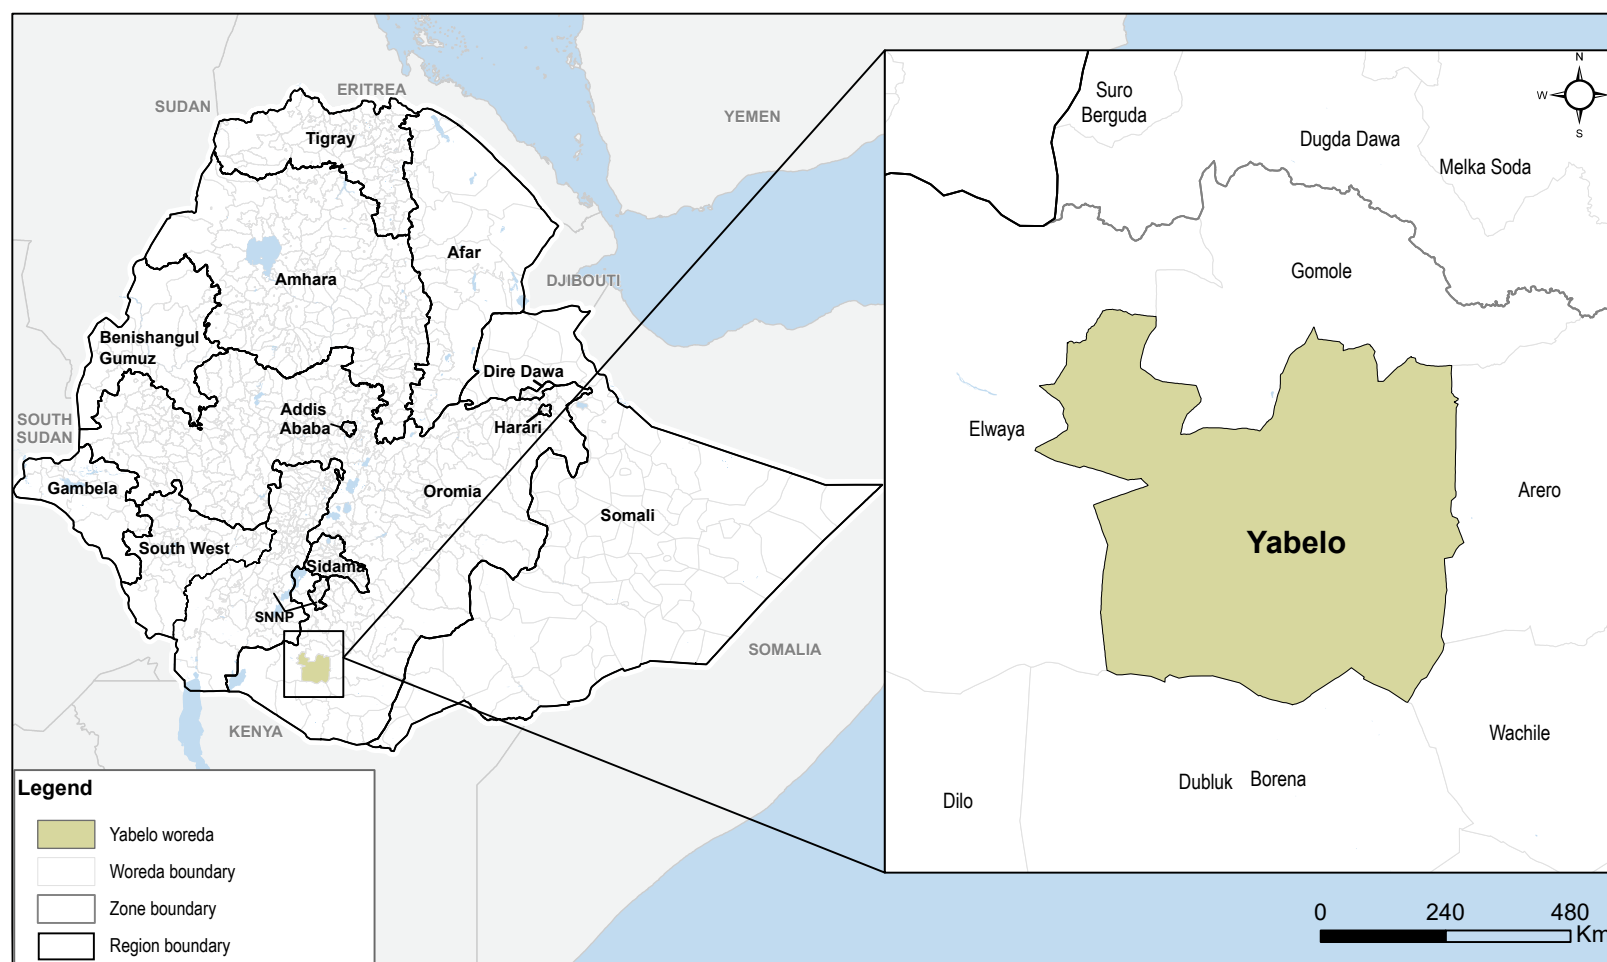 SUDAN
ERITREA
YEMEN
Tigray
Afar
Amhara
DJIBOUTI
Benishangul
Gumuz
Dire Dawa
SOUTH
SUDAN
Addis
Ababa
Harari
Gambela
Oromia
Somali
South West
Sidama
SNNP
SOMALIA
KENYA
Legend
Yabelo woreda
Woreda boundary
Zone boundary
Region boundary
N
W
S
Suro
Berguda
Dugda Dawa
Melka Soda
Gomole
Elwaya
Arero
Yabelo
Wachile
Dubluk
Borena
Dilo
0 240 480
Km